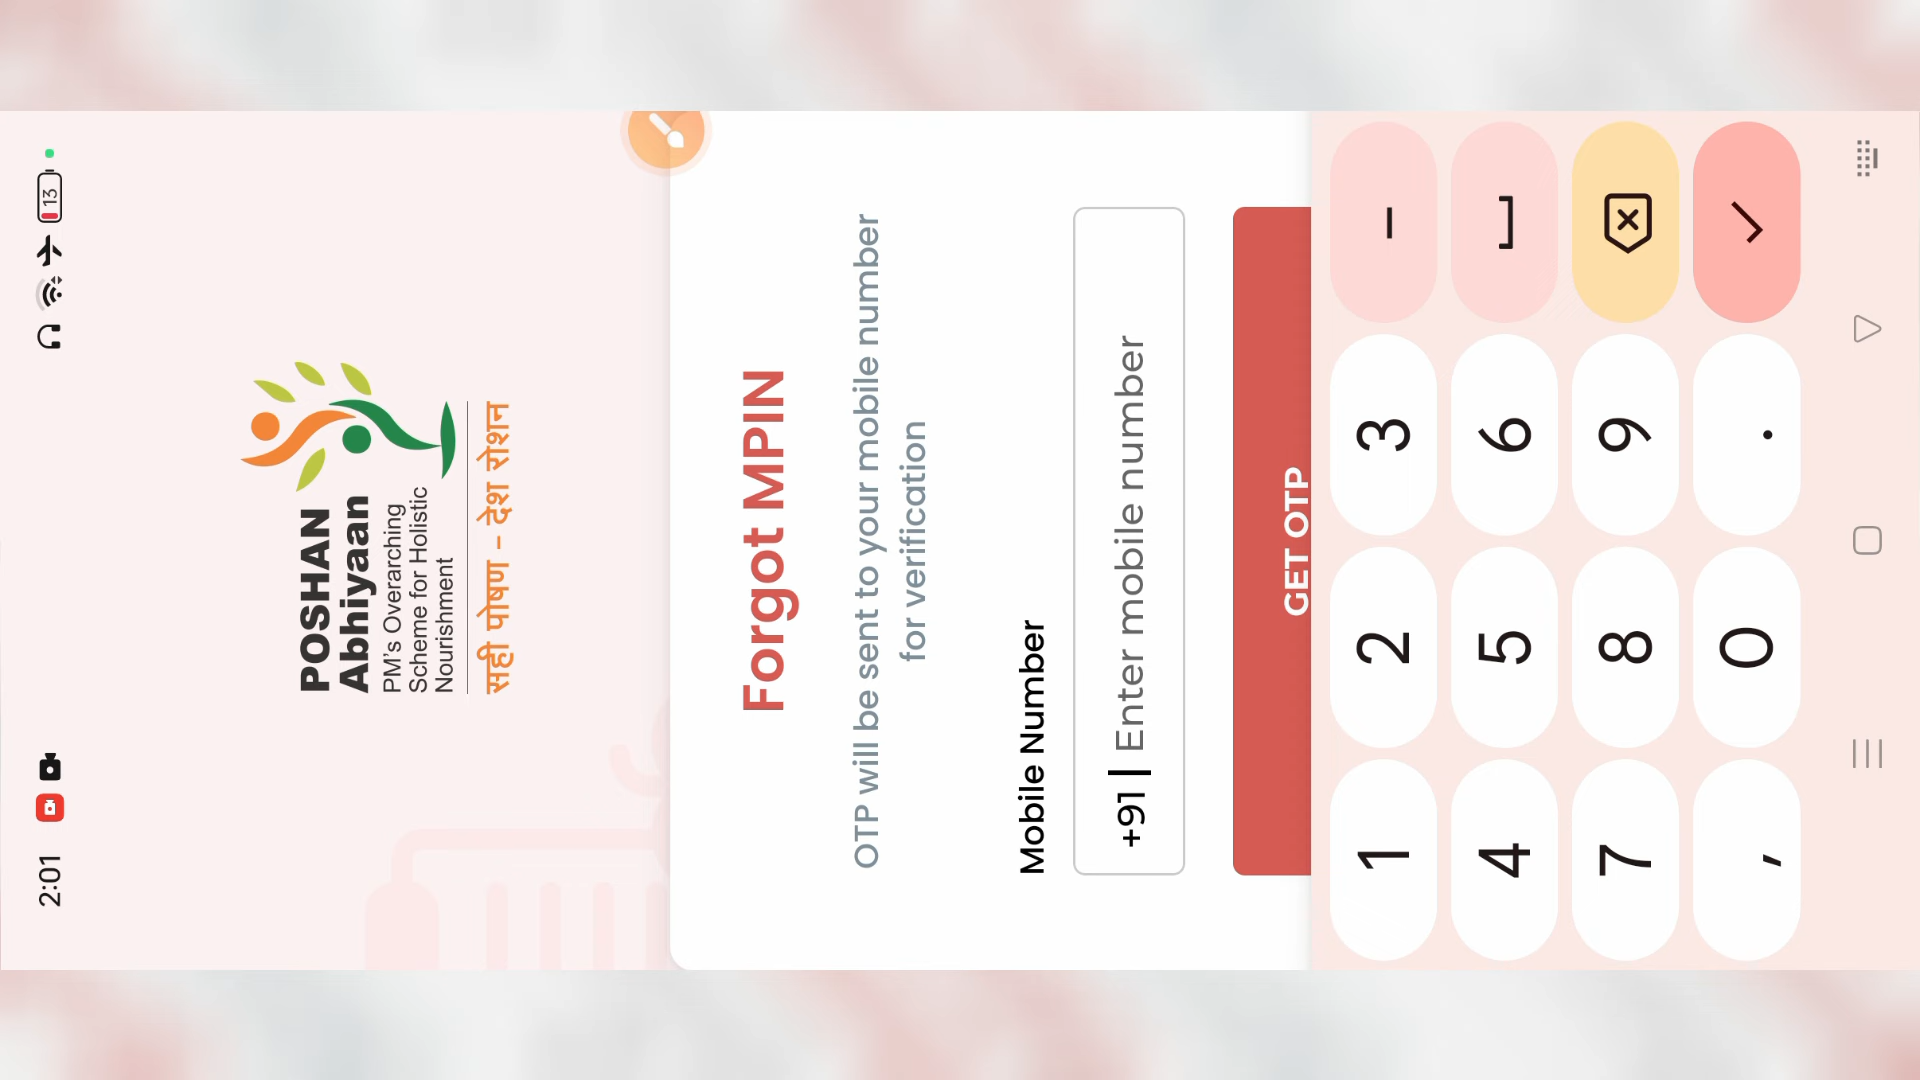 2:01
13
POSHAN
Abhiyaan
PM's Overarching
Scheme for Holistic
Nourishment
सही पोषण – देश रोशन
Forgot MPIN
OTP will be sent to your mobile number
for verification
Mobile Number
+91 Enter mobile number
GET OTP
1 2 3 –
4 5 6
7 8 9
, 0 .